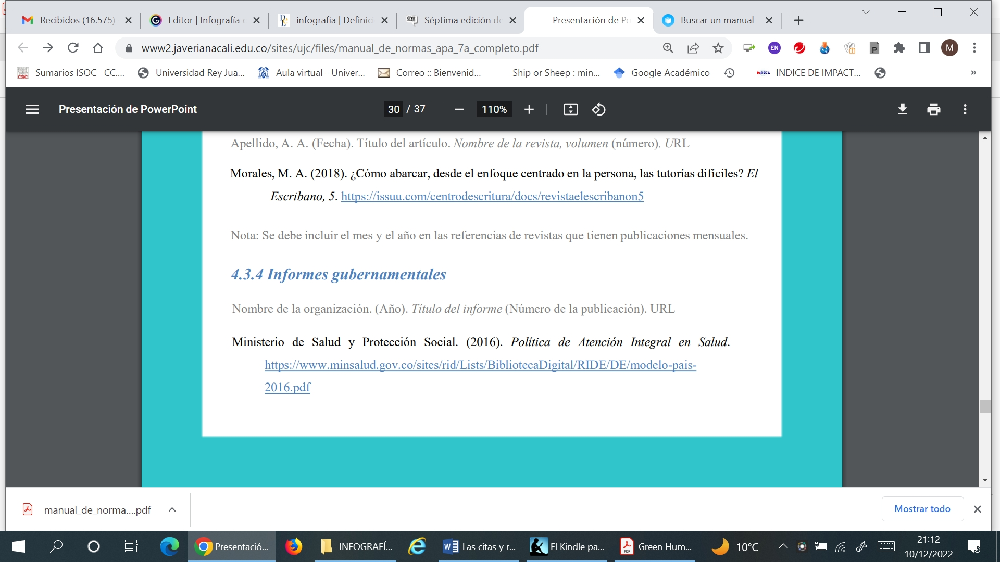 Recibidos (16.575)
Editor | Infografía c
infografía | Definici
Séptima edición de
Presentación de Po
Buscar un manual
www2.javerianacali.edu.co/sites/ujc/files/manual_de_normas_apa_7a_completo.pdf
EN
M
Sumarios ISOC CC....
Universidad Rey Jua...
Aula virtual - Univer...
Correo :: Bienvenid...
Ship or Sheep : min...
Google Académico
INDICE DE IMPACT...
»
Presentación de PowerPoint
30 / 37
110%
Apellido, A. A. (Fecha). Título del artículo. Nombre de la revista, volumen (número). URL
Morales, M. A. (2018). ¿Cómo abarcar, desde el enfoque centrado en la persona, las tutorías difíciles? El
Escribano, 5. https://issuu.com/centrodescritura/docs/revistaelescribanon5
Nota: Se debe incluir el mes y el año en las referencias de revistas que tienen publicaciones mensuales.
4.3.4 Informes gubernamentales
Nombre de la organización. (Año). Título del informe (Número de la publicación). URL
Ministerio de Salud y Protección Social. (2016). Política de Atención Integral en Salud.
https://www.minsalud.gov.co/sites/rid/Lists/BibliotecaDigital/RIDE/DE/modelo-pais-
2016.pdf
manual_de_norma....pdf
Mostrar todo
Presentació...
INFOGRAFÍ...
Las citas y r...
El Kindle pa...
Green Hum...
10°C
21:12
10/12/2022